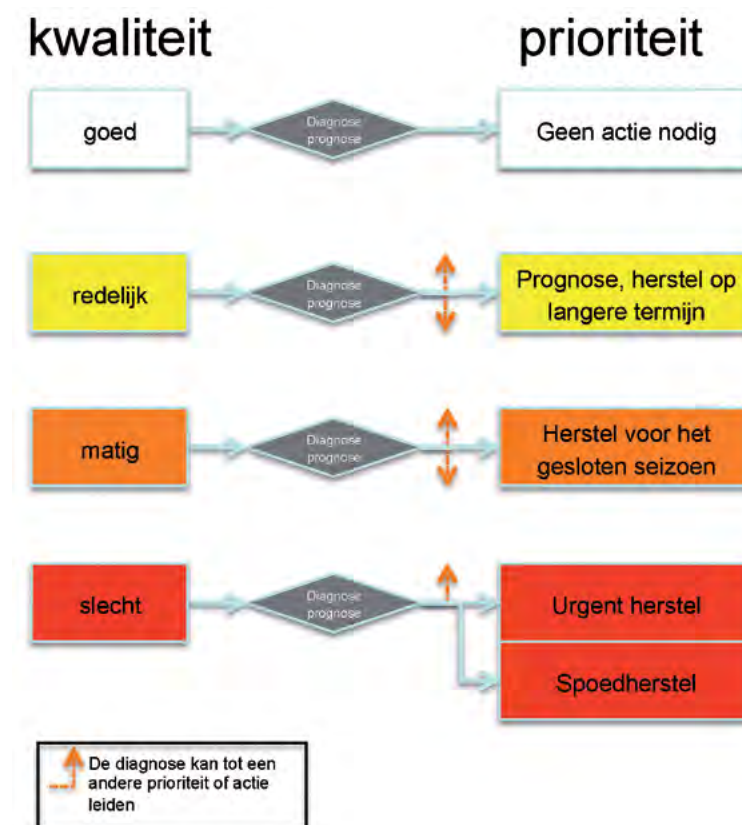 kwaliteit prioriteit
goed
Diagnose
prognose
Geen actie nodig
redelijk
Diagnose
prognose
Prognose, herstel op
langere termijn
matig
Diagnose
prognose
Herstel voor het
gesloten seizoen
slecht
Diagnose
prognose
Urgent herstel
Spoedherstel
De diagnose kan tot een
andere prioriteit of actie
leiden